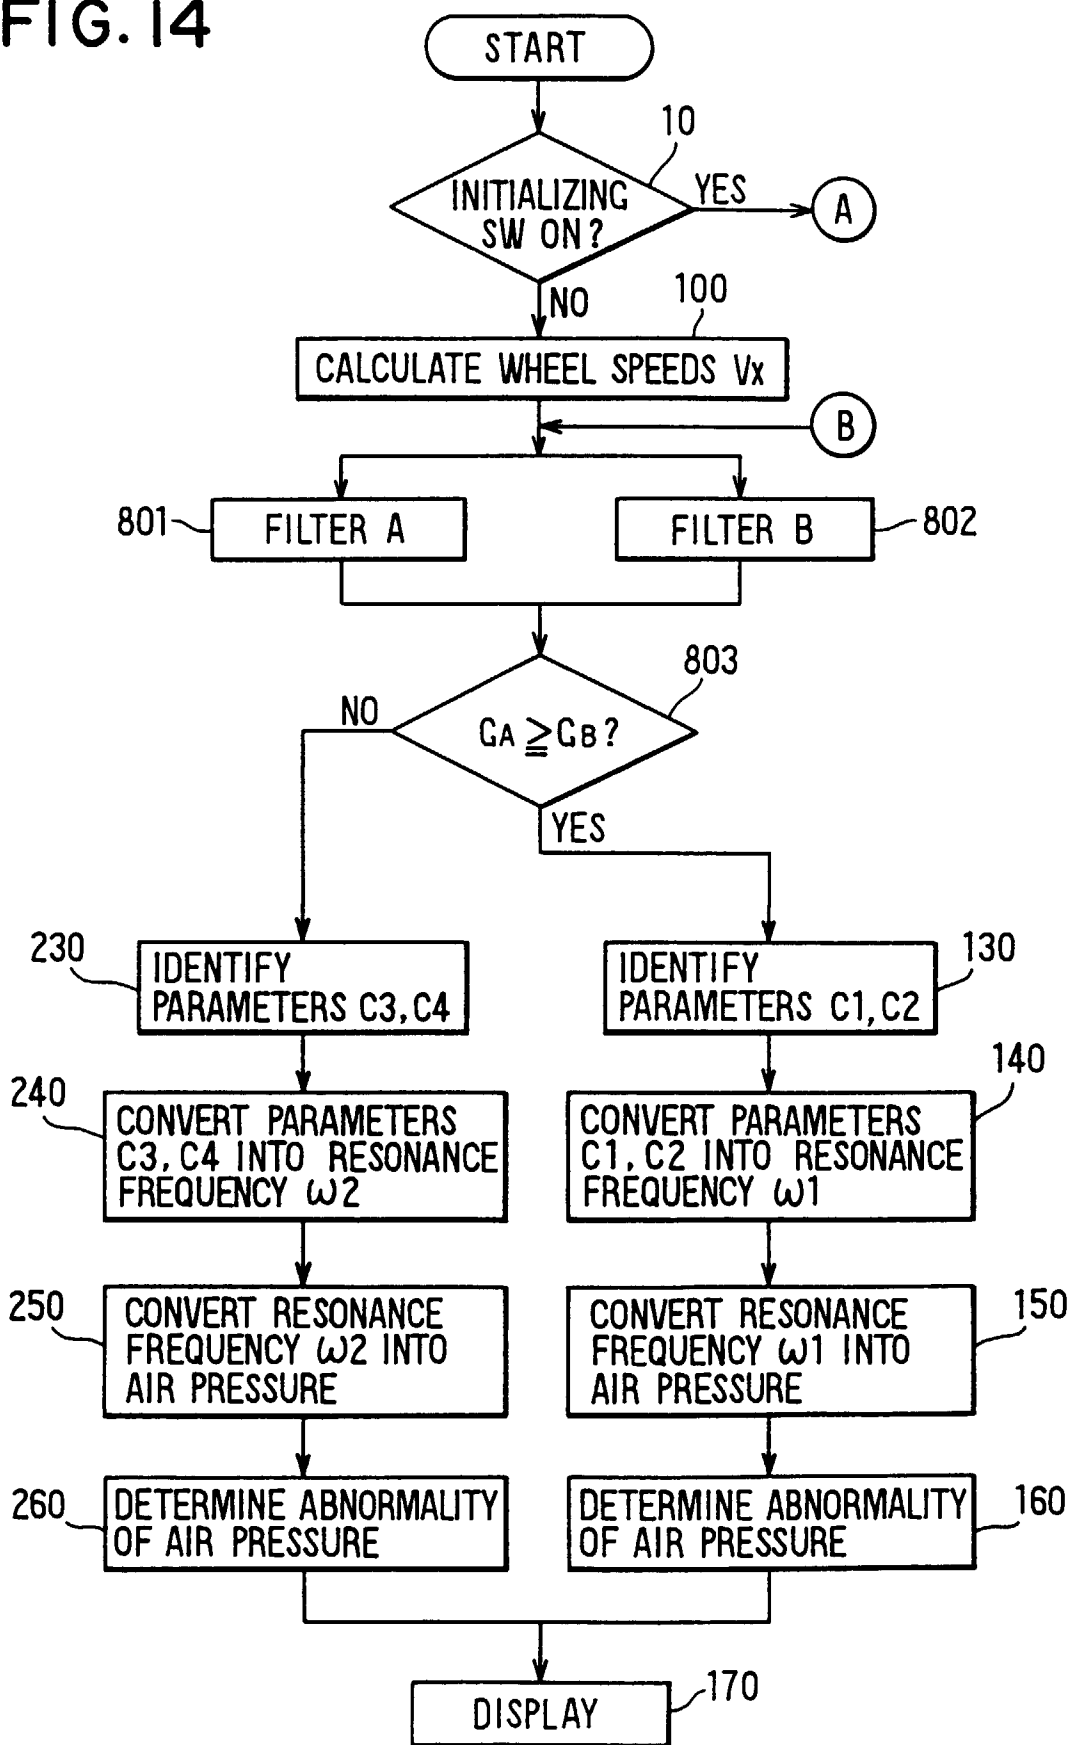 FIG. 14
START
10
INITIALIZING
SW ON?
YES
A
NO
100
CALCULATE WHEEL SPEEDS Vx
B
801
FILTER A
FILTER B
802
803
GA ≧ GB?
NO
YES
230
IDENTIFY
PARAMETERS C3, C4
130
IDENTIFY
PARAMETERS C1, C2
240
CONVERT PARAMETERS
C3, C4 INTO RESONANCE
FREQUENCY ω2
140
CONVERT PARAMETERS
C1, C2 INTO RESONANCE
FREQUENCY ω1
250
CONVERT RESONANCE
FREQUENCY ω2 INTO
AIR PRESSURE
150
CONVERT RESONANCE
FREQUENCY ω1 INTO
AIR PRESSURE
260
DETERMINE ABNORMALITY
OF AIR PRESSURE
160
DETERMINE ABNORMALITY
OF AIR PRESSURE
170
DISPLAY